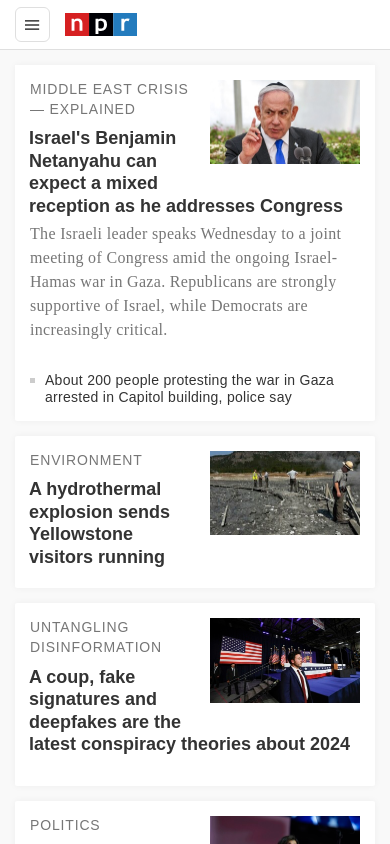 npr
MIDDLE EAST CRISIS
— EXPLAINED
Israel's Benjamin
Netanyahu can
expect a mixed
reception as he addresses Congress
The Israeli leader speaks Wednesday to a joint
meeting of Congress amid the ongoing Israel-
Hamas war in Gaza. Republicans are strongly
supportive of Israel, while Democrats are
increasingly critical.
About 200 people protesting the war in Gaza
arrested in Capitol building, police say
ENVIRONMENT
A hydrothermal
explosion sends
Yellowstone
visitors running
UNTANGLING
DISINFORMATION
A coup, fake
signatures and
deepfakes are the
latest conspiracy theories about 2024
POLITICS